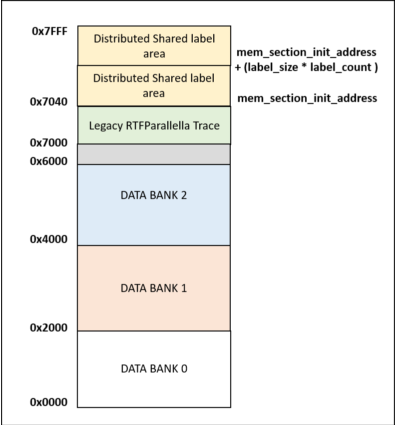 0x7FFF
Distributed Shared label
area
mem_section_init_address
+ (label_size * label_count )
Distributed Shared label
area
mem_section_init_address
0x7040
Legacy RTFParallella Trace
0x7000
0x6000
DATA BANK 2
0x4000
DATA BANK 1
0x2000
DATA BANK 0
0x0000